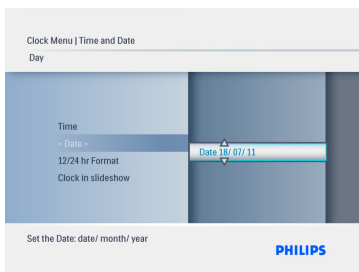 Clock Menu | Time and Date
Day
Time
« Date »
12/24 hr Format
Clock in slideshow
Date 18/ 07/ 11
Set the Date: date/ month/ year
PHILIPS